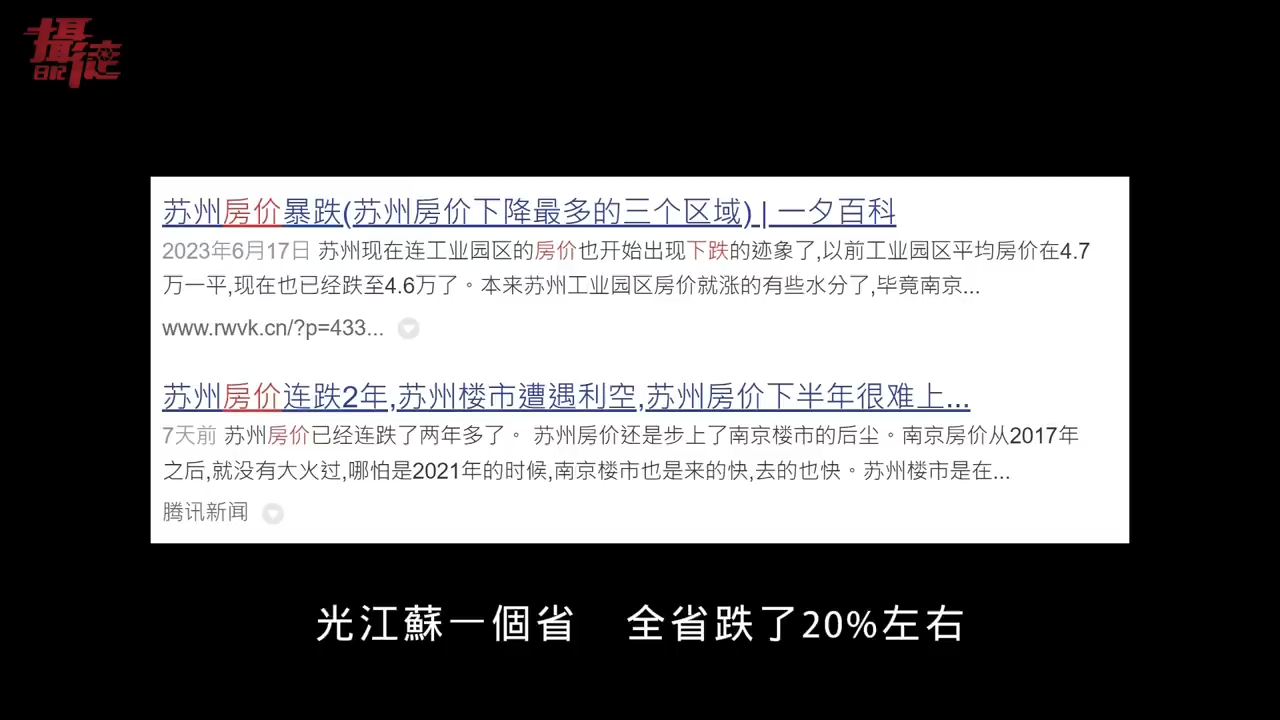 攝徒
日記
苏州房价暴跌(苏州房价下降最多的三个区域) | 一夕百科
2023年6月17日 苏州现在连工业园区的房价也开始出现下跌的迹象了,以前工业园区平均房价在4.7
万一平,现在也已经跌至4.6万了。本来苏州工业园区房价就涨的有些水分了,毕竟南京...
www.rwvk.cn/?p=433...
苏州房价连跌2年,苏州楼市遭遇利空,苏州房价下半年很难上...
7天前 苏州房价已经连跌了两年多了。 苏州房价还是步上了南京楼市的后尘。南京房价从2017年
之后,就没有大火过,哪怕是2021年的时候,南京楼市也是来的快,去的也快。苏州楼市是在...
腾讯新闻
光江蘇一個省 全省跌了20%左右